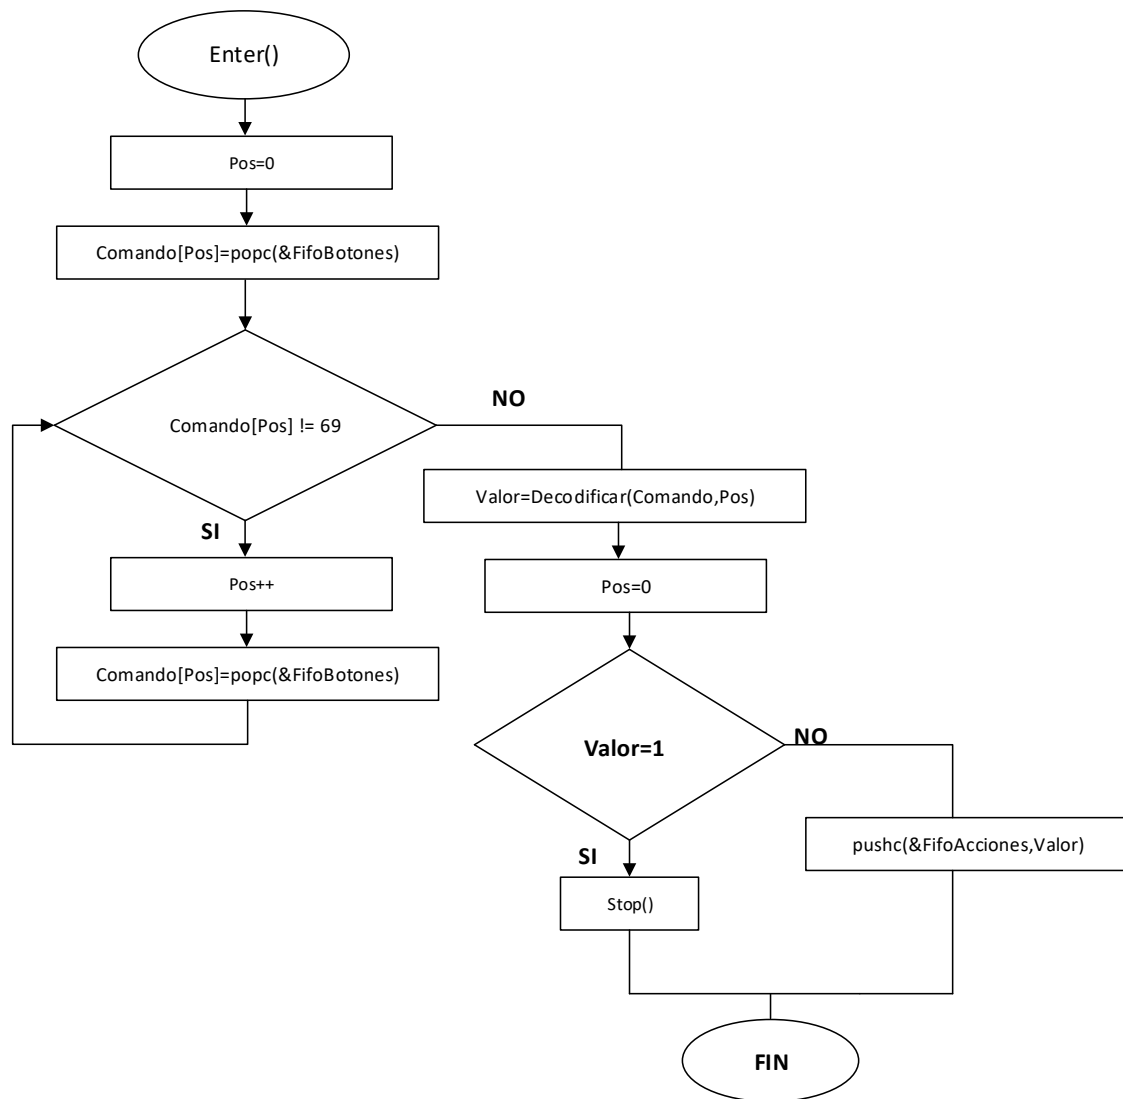 Enter()
Pos=0
Comando[Pos]=popc(&FifoBotones)
Comando[Pos] != 69
NO
SI
Pos++
Comando[Pos]=popc(&FifoBotones)
Valor=Decodificar(Comando,Pos)
Pos=0
Valor=1
NO
SI
Stop()
pushc(&FifoAcciones,Valor)
FIN